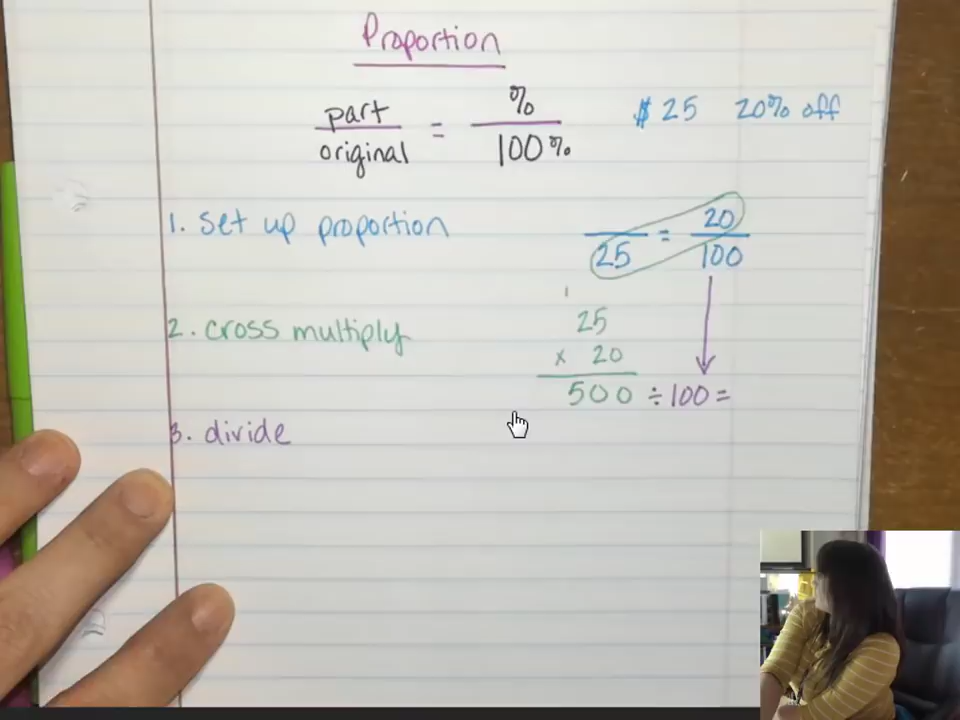 Proportion
part/original = %/100%
$25 20% off
1. set up proportion
/25 = 20/100
2. cross multiply
1
25
x 20
500 ÷ 100 =
3. divide